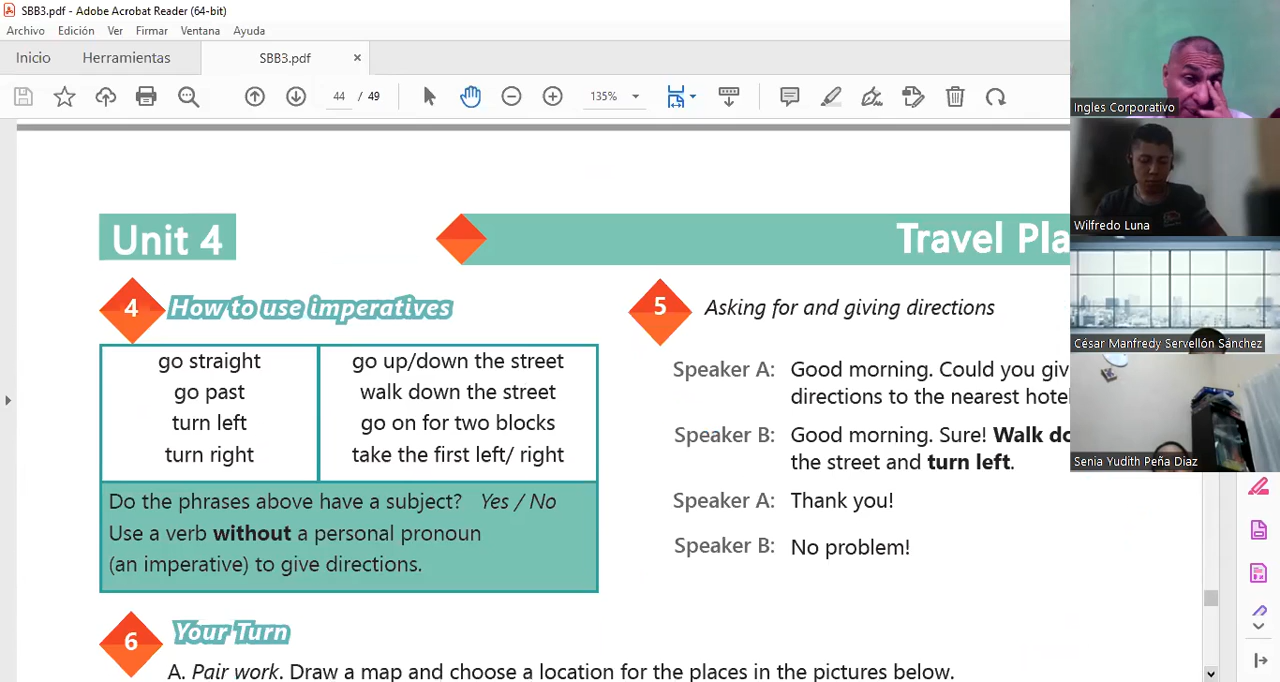 SBB3.pdf - Adobe Acrobat Reader (64-bit)
Archivo Edición Ver Firmar Ventana Ayuda
Inicio Herramientas SBB3.pdf ×
44 / 49 135%
Unit 4
Travel Pla
4 How to use imperatives
go straight
go past
turn left
turn right
go up/down the street
walk down the street
go on for two blocks
take the first left/ right
Do the phrases above have a subject? Yes / No
Use a verb without a personal pronoun
(an imperative) to give directions.
5 Asking for and giving directions
Speaker A: Good morning. Could you giv
directions to the nearest hotel
Speaker B: Good morning. Sure! Walk do
the street and turn left.
Speaker A: Thank you!
Speaker B: No problem!
6 Your Turn
A. Pair work. Draw a map and choose a location for the places in the pictures below.
Ingles Corporativo
Wilfredo Luna
César Manfredy Servellón Sánchez
Senia Yudith Peña Diaz